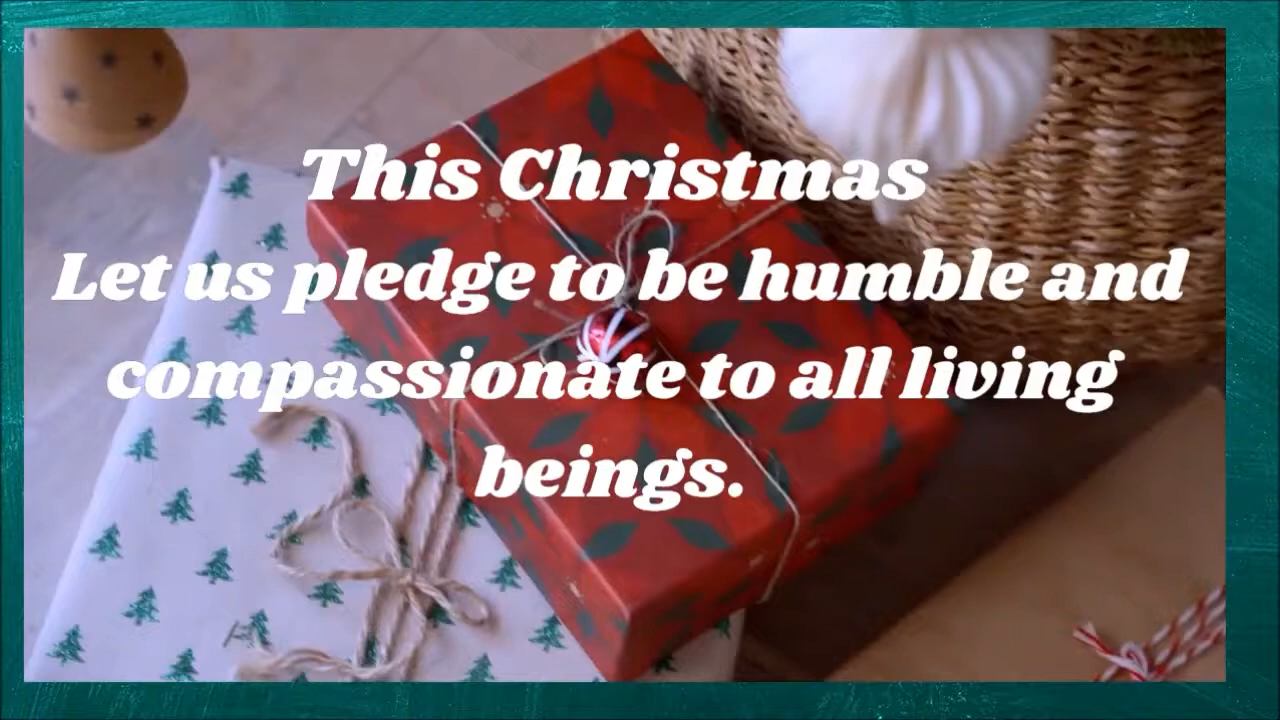 This Christmas
Let us pledge to be humble and
compassionate to all living
beings.